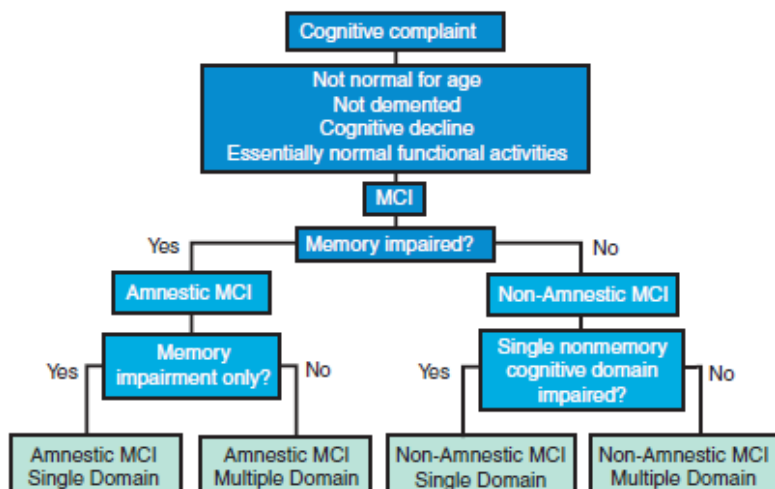 Cognitive complaint
Not normal for age
Not demented
Cognitive decline
Essentially normal functional activities
MCI
Yes
Memory impaired?
No
Amnestic MCI
Non-Amnestic MCI
Yes
Memory
impairment only?
No
Yes
Single nonmemory
cognitive domain
impaired?
No
Amnestic MCI
Single Domain
Amnestic MCI
Multiple Domain
Non-Amnestic MCI
Single Domain
Non-Amnestic MCI
Multiple Domain